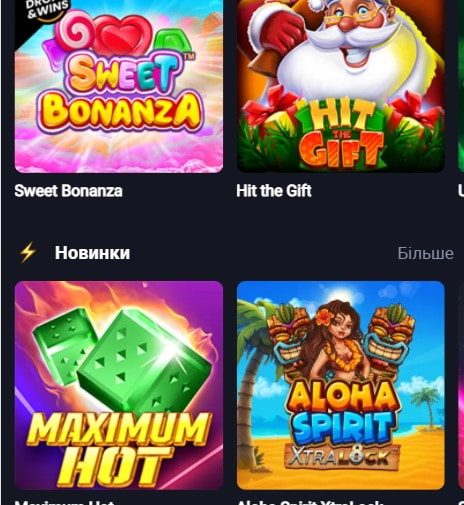 DROPS
& WINS
SWEET
BONANZA™
HIT
THE
GIFT
Sweet Bonanza
Hit the Gift
⚡ Новинки
Більше
MAXIMUM
HOT
ALOHA
SPIRIT
XTRALOCK
Maximum Hot
Aloha Spirit XtraLock